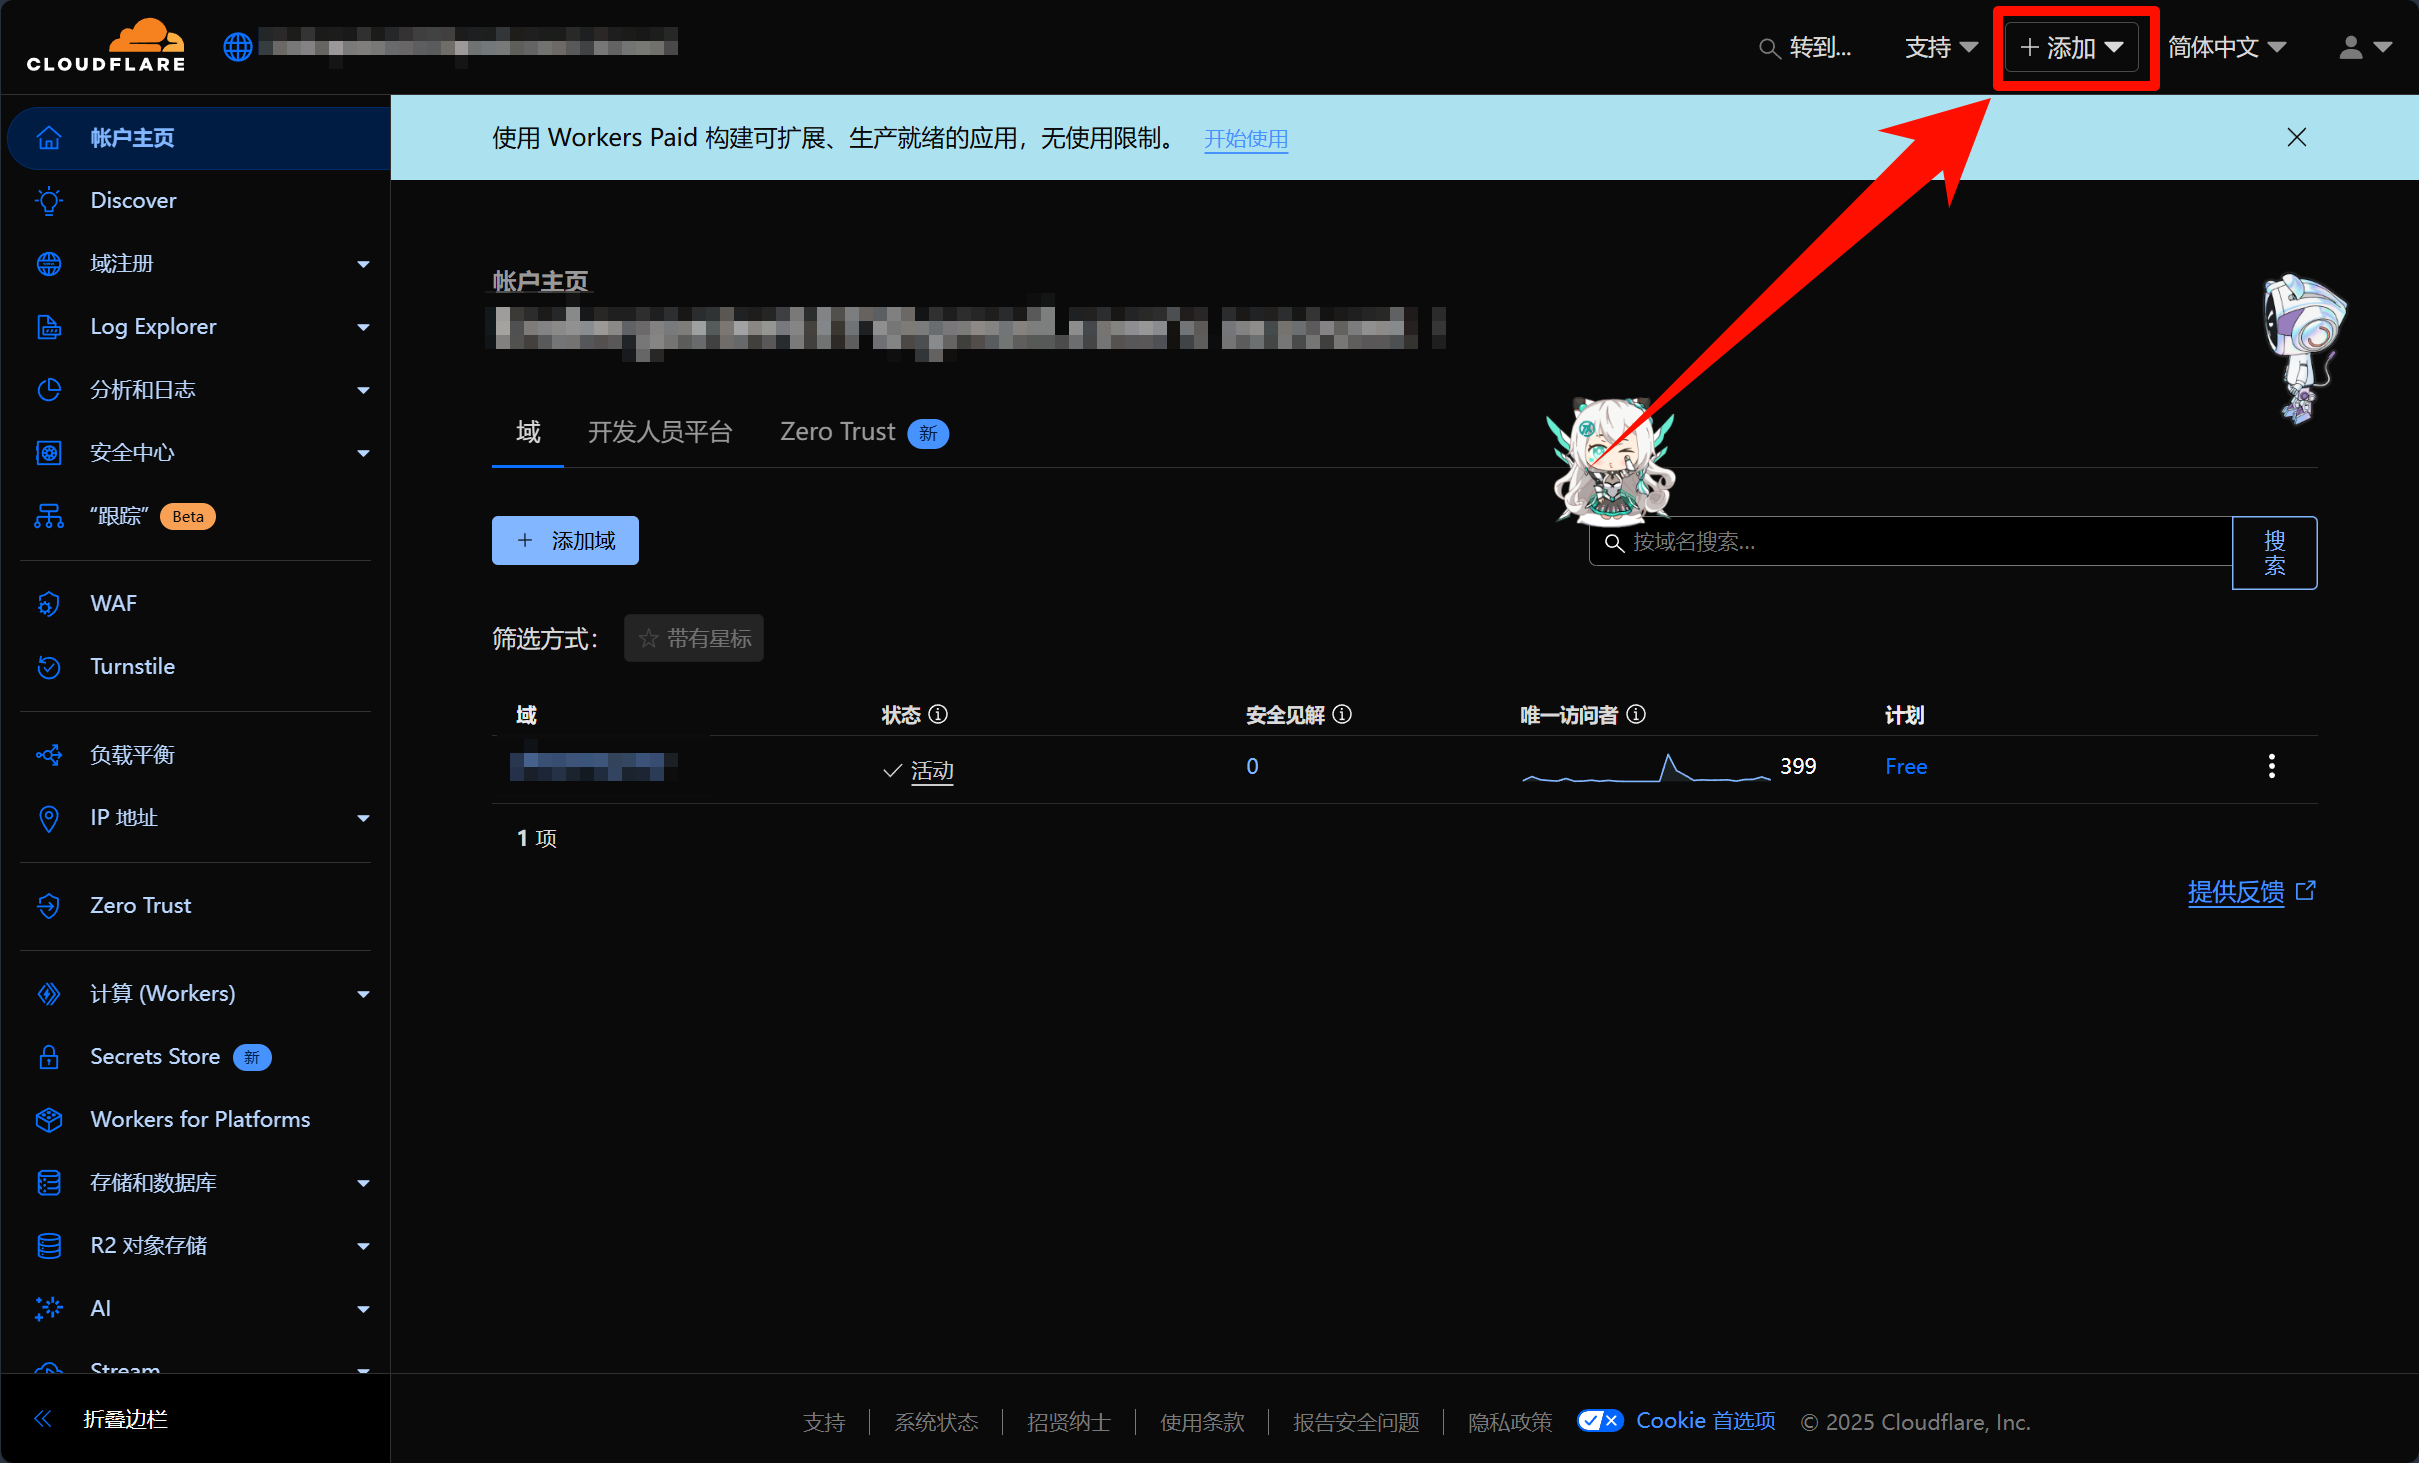 CLOUDFLARE
转到...
支持
+ 添加
简体中文
帐户主页
Discover
域注册
Log Explorer
分析和日志
安全中心
“跟踪” Beta
WAF
Turnstile
负载平衡
IP 地址
Zero Trust
计算 (Workers)
Secrets Store 新
Workers for Platforms
存储和数据库
R2 对象存储
AI
Stream
折叠边栏
使用 Workers Paid 构建可扩展、生产就绪的应用，无使用限制。 开始使用
帐户主页
域 开发人员平台 Zero Trust 新
+ 添加域
按域名搜索...
搜
索
筛选方式： 带有星标
域 状态 安全见解 唯一访问者 计划
活动 0 399 Free
1 项
提供反馈
支持 系统状态 招贤纳士 使用条款 报告安全问题 隐私政策 Cookie 首选项 © 2025 Cloudflare, Inc.